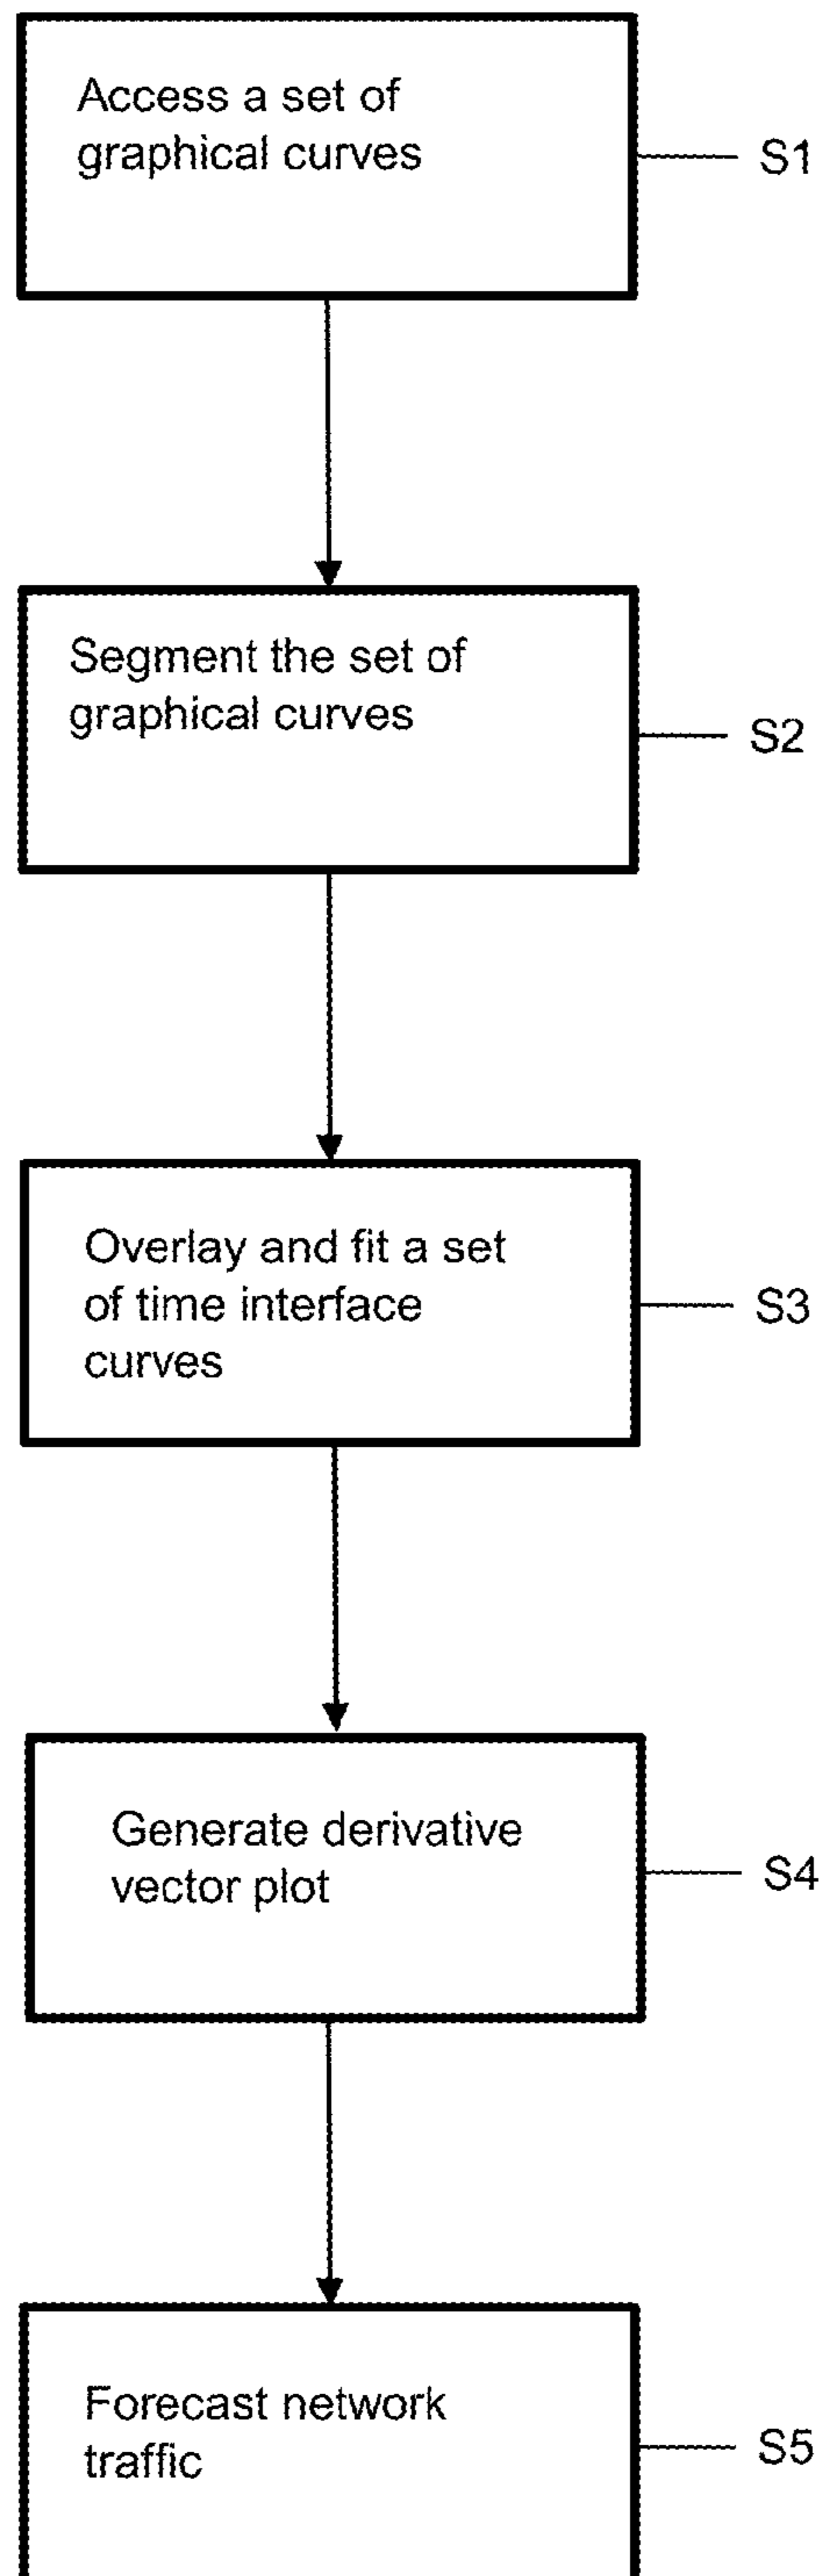 Access a set of
graphical curves
S1
Segment the set of
graphical curves
S2
Overlay and fit a set
of time interface
curves
S3
Generate derivative
vector plot
S4
Forecast network
traffic
S5